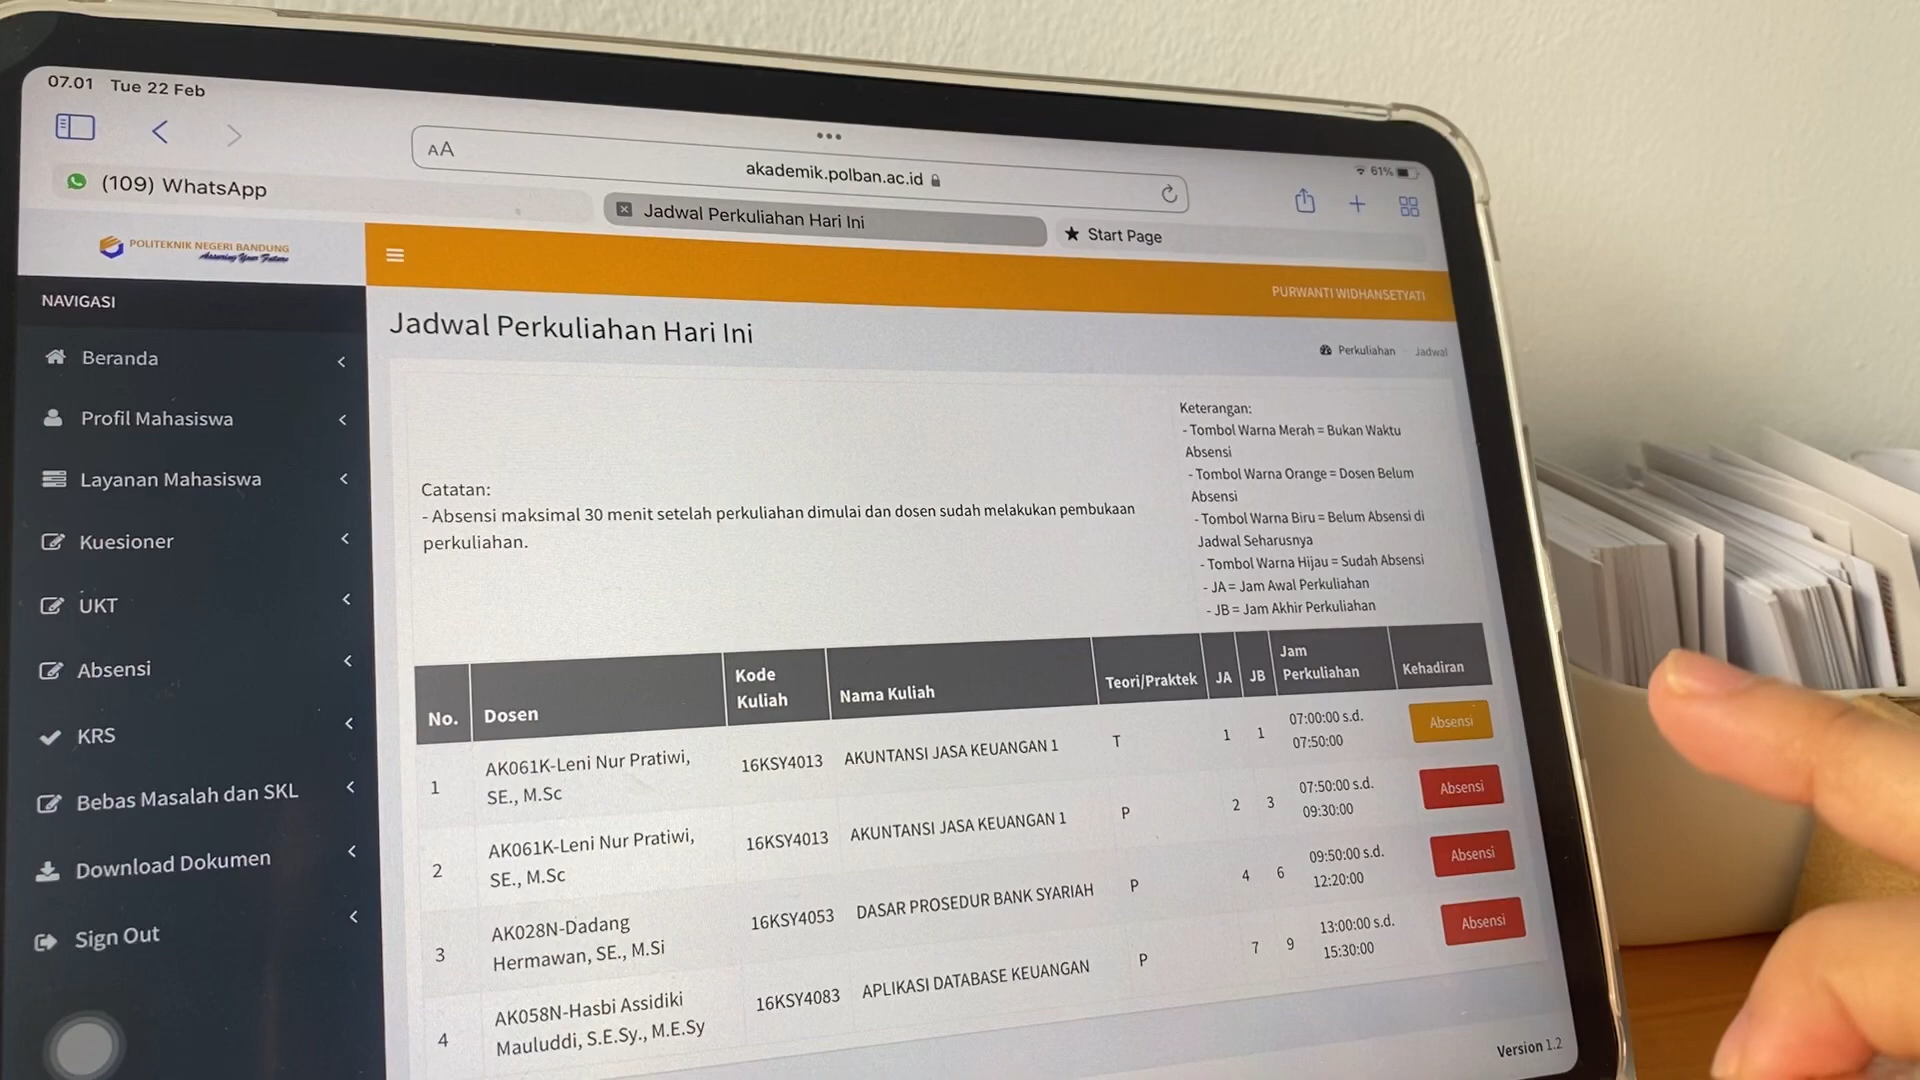 07.01 Tue 22 Feb
61%
AA
akademik.polban.ac.id
(109) WhatsApp
Jadwal Perkuliahan Hari Ini
Start Page
POLITEKNIK NEGERI BANDUNG
Assuring Your Future
PURWANTI WIDHANSETYATI
NAVIGASI
Beranda
Profil Mahasiswa
Layanan Mahasiswa
Kuesioner
UKT
Absensi
KRS
Bebas Masalah dan SKL
Download Dokumen
Sign Out
Jadwal Perkuliahan Hari Ini
Perkuliahan Jadwal
Catatan:
- Absensi maksimal 30 menit setelah perkuliahan dimulai dan dosen sudah melakukan pembukaan
perkuliahan.
Keterangan:
- Tombol Warna Merah = Bukan Waktu
Absensi
- Tombol Warna Orange = Dosen Belum
Absensi
- Tombol Warna Biru = Belum Absensi di
Jadwal Seharusnya
- Tombol Warna Hijau = Sudah Absensi
- JA = Jam Awal Perkuliahan
- JB = Jam Akhir Perkuliahan
No. Dosen Kode Kuliah Nama Kuliah Teori/Praktek JA JB Jam Perkuliahan Kehadiran
1 AK061K-Leni Nur Pratiwi, 16KSY4013 AKUNTANSI JASA KEUANGAN 1 T 1 1 07:00:00 s.d. Absensi
SE., M.Sc 07:50:00
2 AK061K-Leni Nur Pratiwi, 16KSY4013 AKUNTANSI JASA KEUANGAN 1 P 2 3 07:50:00 s.d. Absensi
SE., M.Sc 09:30:00
3 AK028N-Dadang 16KSY4053 DASAR PROSEDUR BANK SYARIAH P 4 6 09:50:00 s.d. Absensi
Hermawan, SE., M.Si 12:20:00
4 AK058N-Hasbi Assidiki 16KSY4083 APLIKASI DATABASE KEUANGAN P 7 9 13:00:00 s.d. Absensi
Mauluddi, S.E.Sy., M.E.Sy 15:30:00
Version 1.2